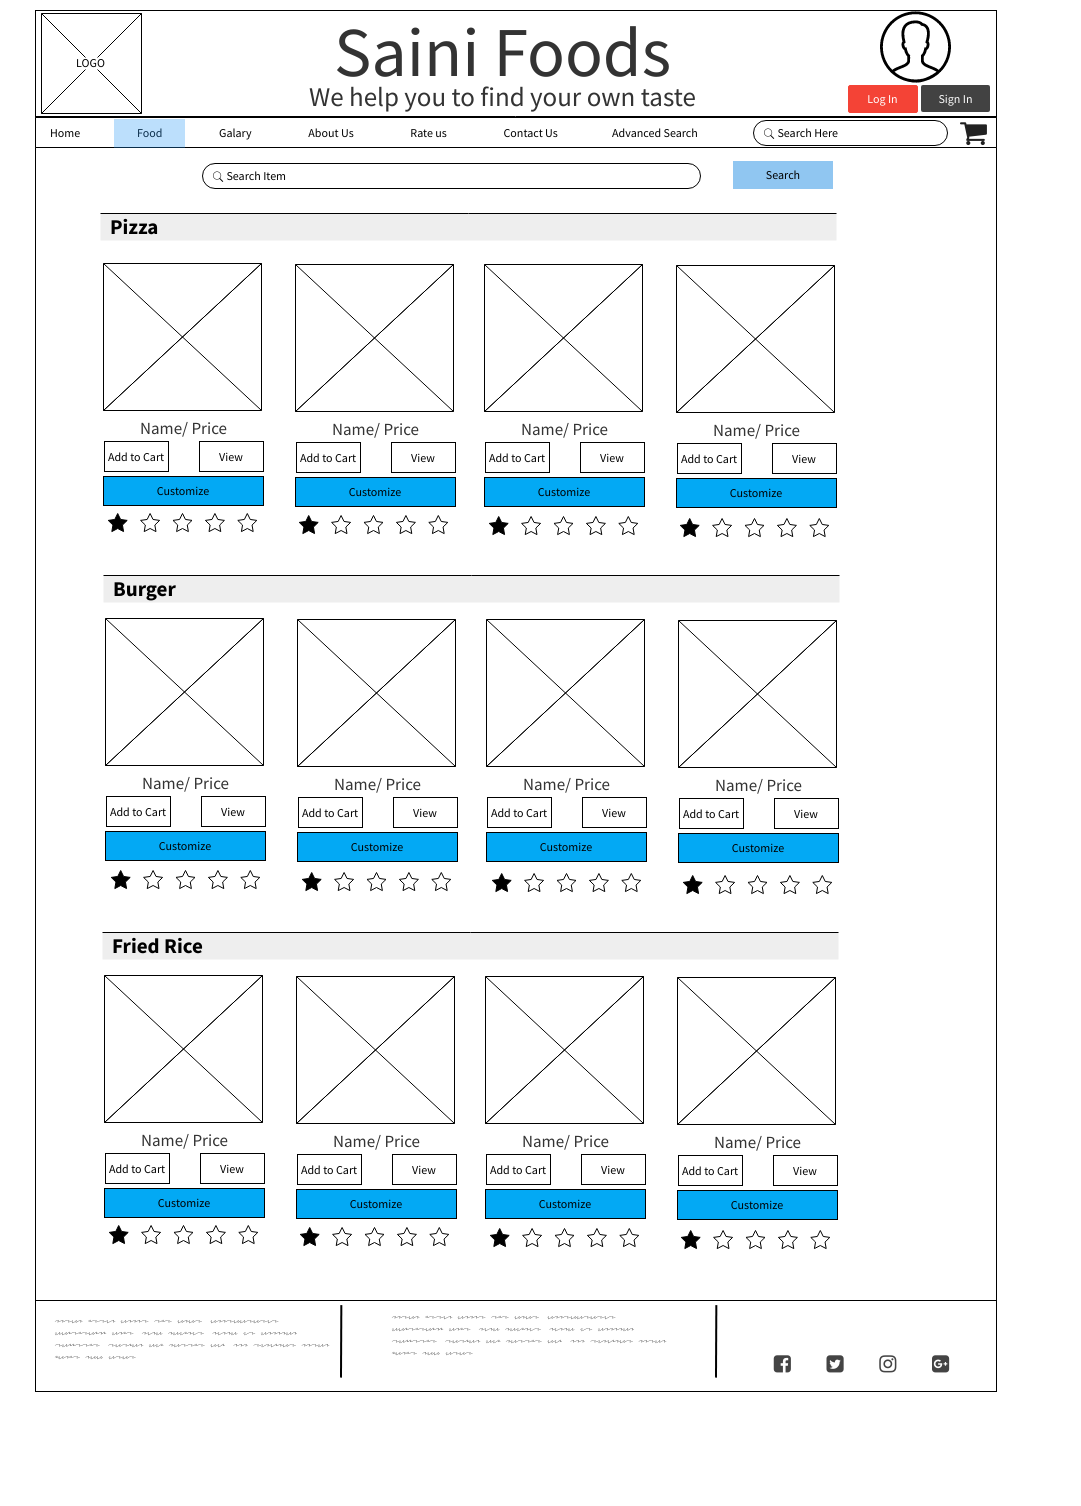 LOGO
Saini Foods
We help you to find your own taste
Log In
Sign In
Home
Food
Galary
About Us
Rate us
Contact Us
Advanced Search
Search Here
Search Item
Search
Pizza
Name/ Price
Name/ Price
Name/ Price
Name/ Price
Add to Cart
View
Add to Cart
View
Add to Cart
View
Add to Cart
View
Customize
Customize
Customize
Customize
Burger
Name/ Price
Name/ Price
Name/ Price
Name/ Price
Add to Cart
View
Add to Cart
View
Add to Cart
View
Add to Cart
View
Customize
Customize
Customize
Customize
Fried Rice
Name/ Price
Name/ Price
Name/ Price
Name/ Price
Add to Cart
View
Add to Cart
View
Add to Cart
View
Add to Cart
View
Customize
Customize
Customize
Customize